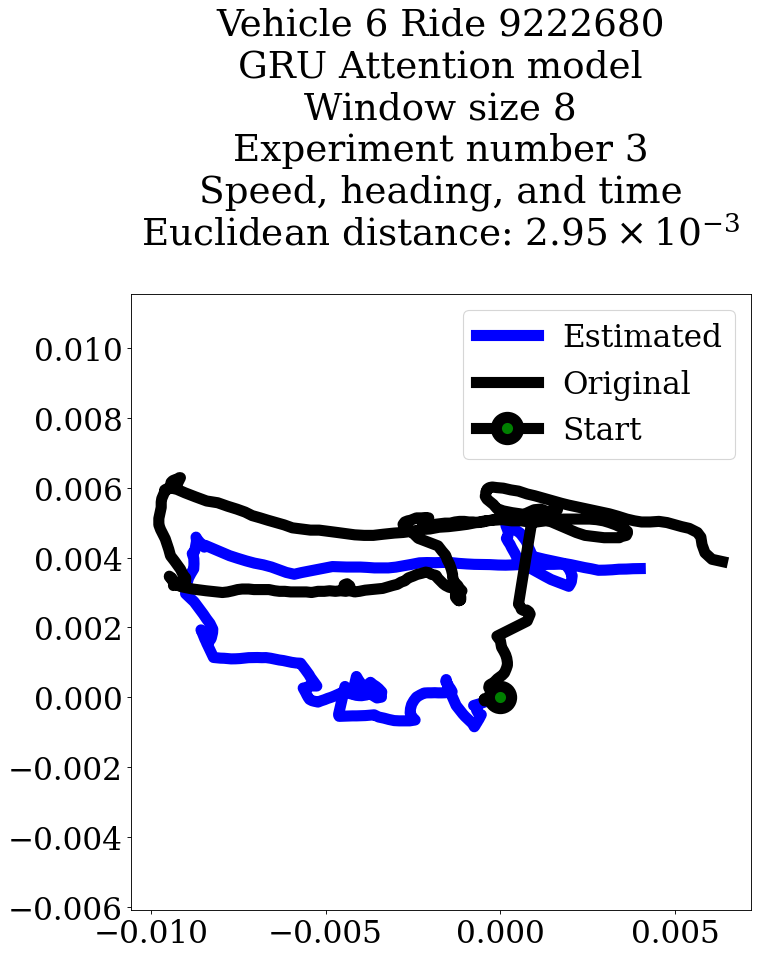 Vehicle 6 Ride 9222680
GRU Attention model
Window size 8
Experiment number 3
Speed, heading, and time
Euclidean distance: 2.95 × 10⁻³
Estimated
Original
Start
0.010
0.008
0.006
0.004
0.002
0.000
−0.002
−0.004
−0.006
−0.010 −0.005 0.000 0.005